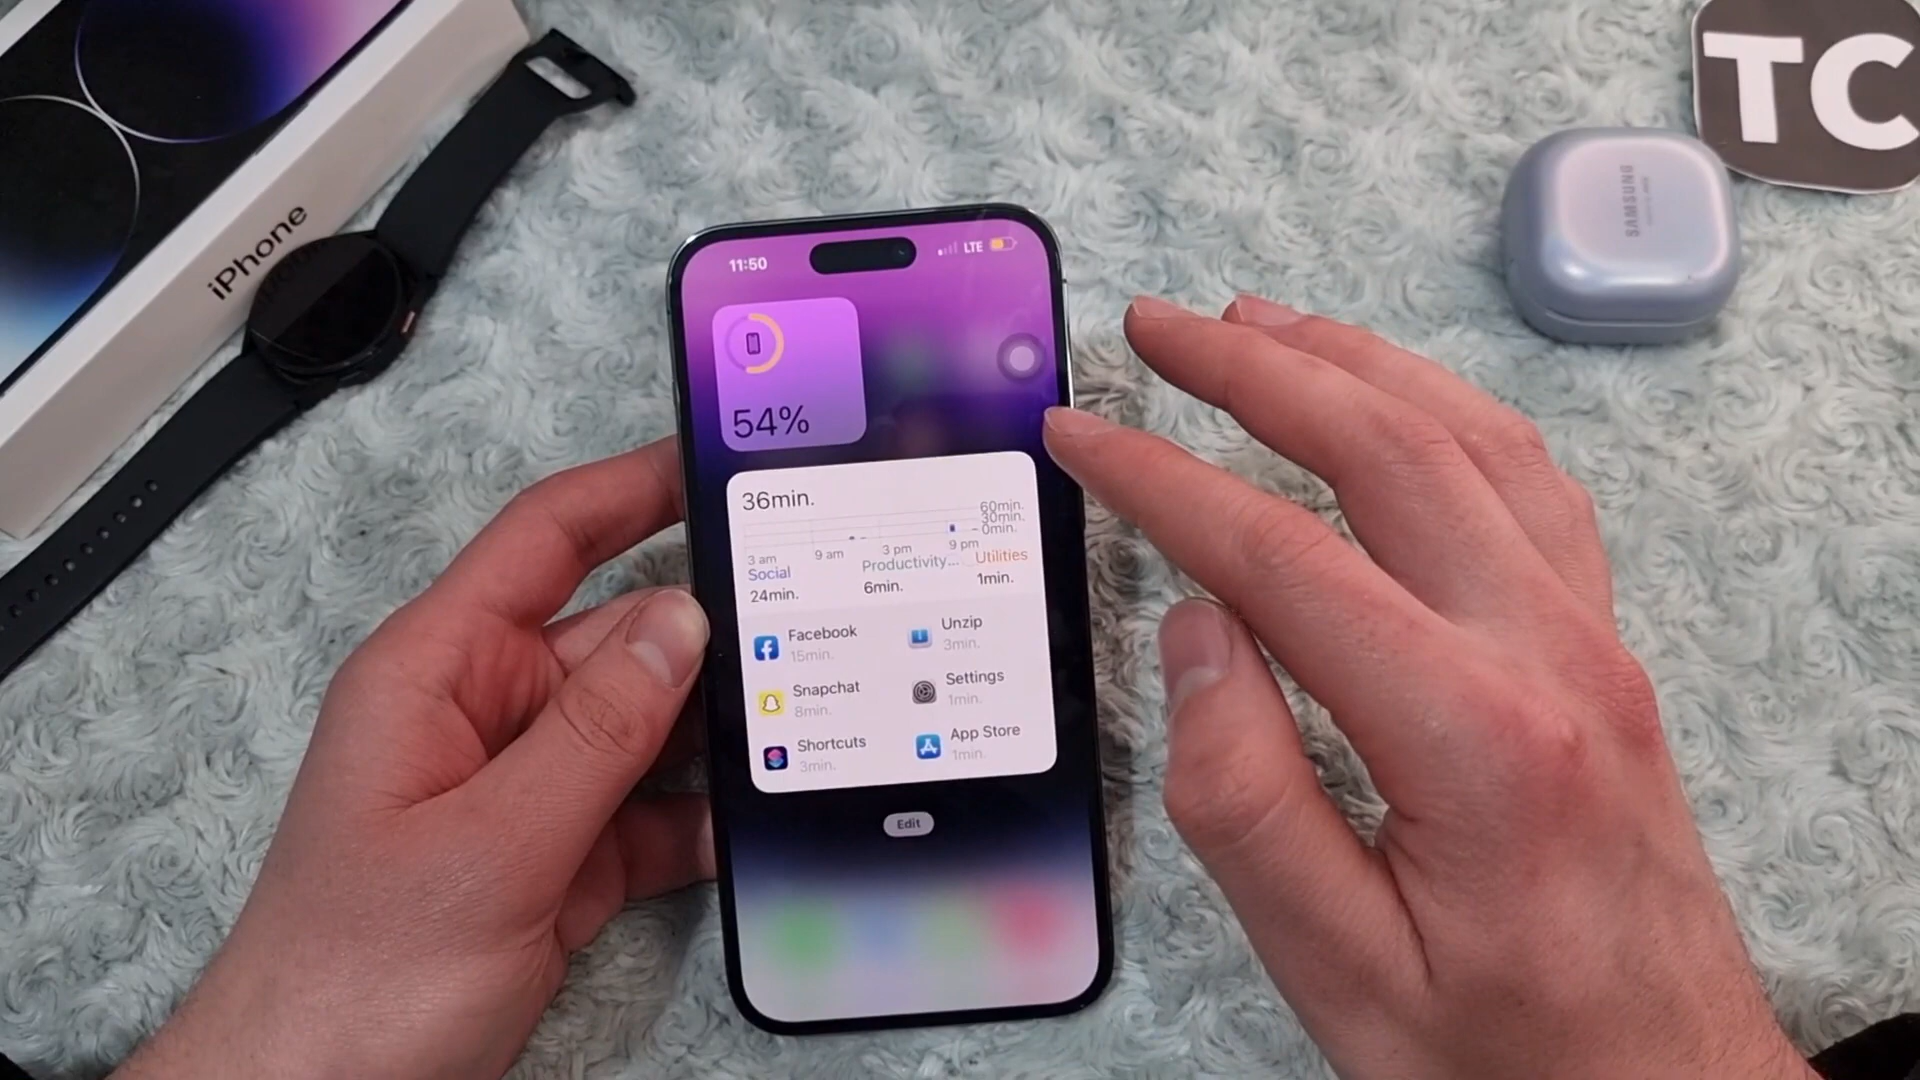 iPhone
TC
SAMSUNG
11:50
LTE
54%
36min.
60min.
30min.
0min.
3 am
9 am
3 pm
9 pm
Social
Productivity...
Utilities
24min.
6min.
1min.
Facebook
15min.
Unzip
3min.
Snapchat
8min.
Settings
1min.
Shortcuts
3min.
App Store
1min.
Edit